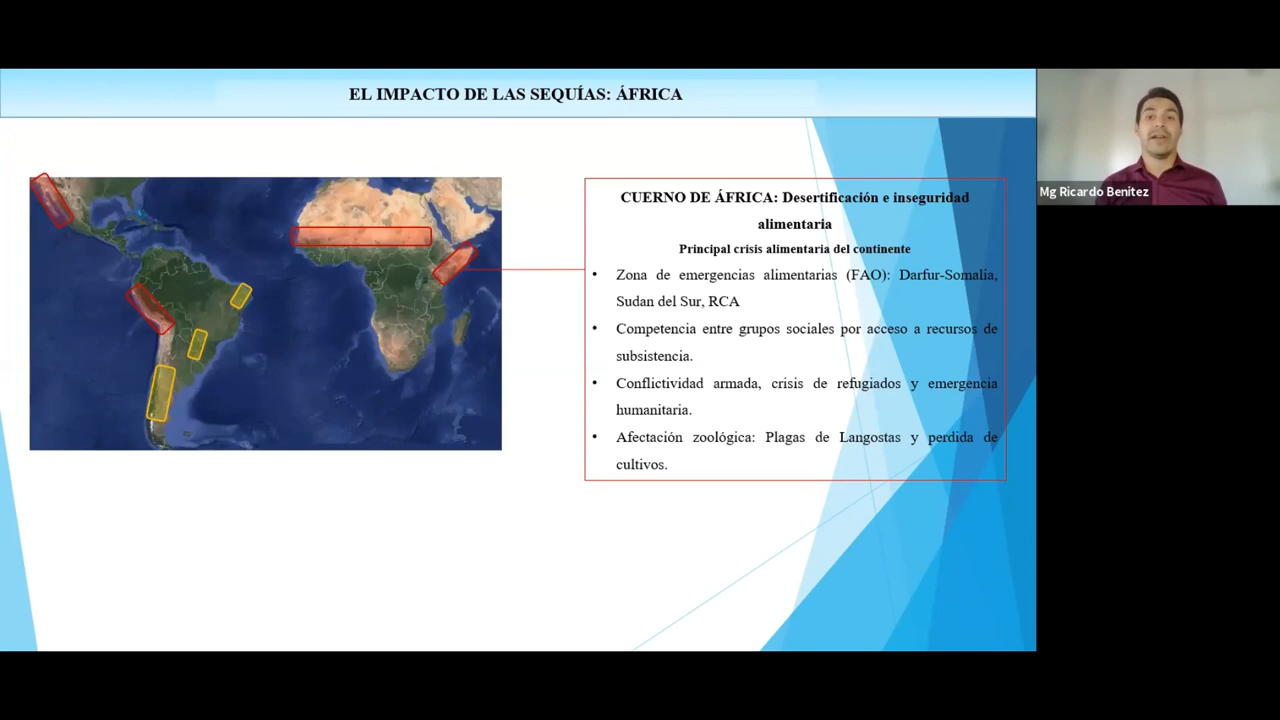 EL IMPACTO DE LAS SEQUÍAS: ÁFRICA
CUERNO DE ÁFRICA: Desertificación e inseguridad
alimentaria
Principal crisis alimentaria del continente
• Zona de emergencias alimentarias (FAO): Darfur-Somalia,
Sudan del Sur, RCA
• Competencia entre grupos sociales por acceso a recursos de
subsistencia.
• Conflictividad armada, crisis de refugiados y emergencia
humanitaria.
• Afectación zoológica: Plagas de Langostas y perdida de
cultivos.
Mg Ricardo Benitez